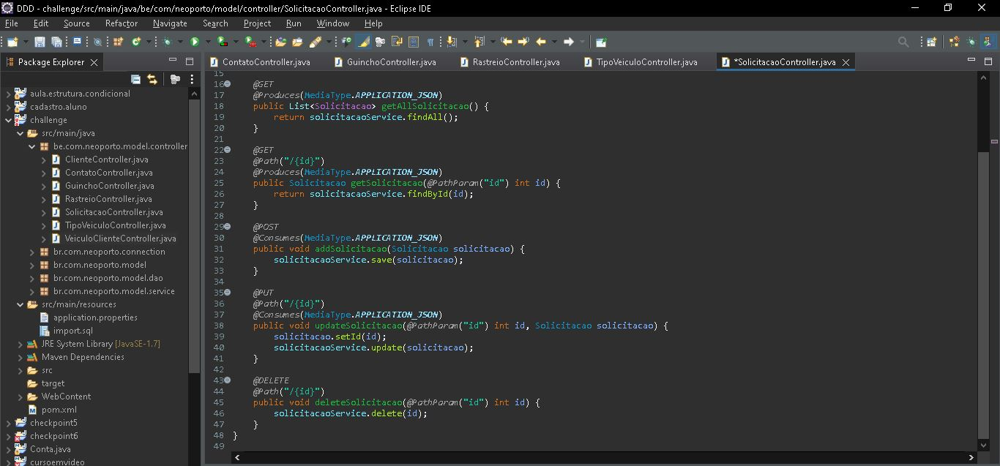 DDD - challenge/src/main/java/be/com/neoporto/model/controller/SolicitacaoController.java - Eclipse IDE
File Edit Source Refactor Navigate Search Project Run Window Help
Package Explorer
aula.estrutura.condicional
cadastro.aluno
challenge
src/main/java
be.com.neoporto.model.controller
ClienteController.java
ContatoController.java
GuinchoController.java
RastreioController.java
SolicitacaoController.java
TipoVeiculoController.java
VeiculoClienteController.java
br.com.neoporto.connection
br.com.neoporto.model
br.com.neoporto.model.dao
br.com.neoporto.model.service
src/main/resources
application.properties
import.sql
JRE System Library [JavaSE-1.7]
Maven Dependencies
src
target
WebContent
pom.xml
checkpoint5
checkpoint6
Conta.java
cursoemvideo
ContatoController.java GuinchoController.java RastreioController.java TipoVeiculoController.java *SolicitacaoController.java
15
16 @GET
17 @Produces(MediaType.APPLICATION_JSON)
18 public List<Solicitacao> getAllSolicitacao() {
19 return solicitacaoService.findAll();
20 }
21
22 @GET
23 @Path("/{id}")
24 @Produces(MediaType.APPLICATION_JSON)
25 public Solicitacao getSolicitacao(@PathParam("id") int id) {
26 return solicitacaoService.findById(id);
27 }
28
29 @POST
30 @Consumes(MediaType.APPLICATION_JSON)
31 public void addSolicitacao(Solicitacao solicitacao) {
32 solicitacaoService.save(solicitacao);
33 }
34
35 @PUT
36 @Path("/{id}")
37 @Consumes(MediaType.APPLICATION_JSON)
38 public void updateSolicitacao(@PathParam("id") int id, Solicitacao solicitacao) {
39 solicitacao.setId(id);
40 solicitacaoService.update(solicitacao);
41 }
42
43 @DELETE
44 @Path("/{id}")
45 public void deleteSolicitacao(@PathParam("id") int id) {
46 solicitacaoService.delete(id);
47 }
48 }
49